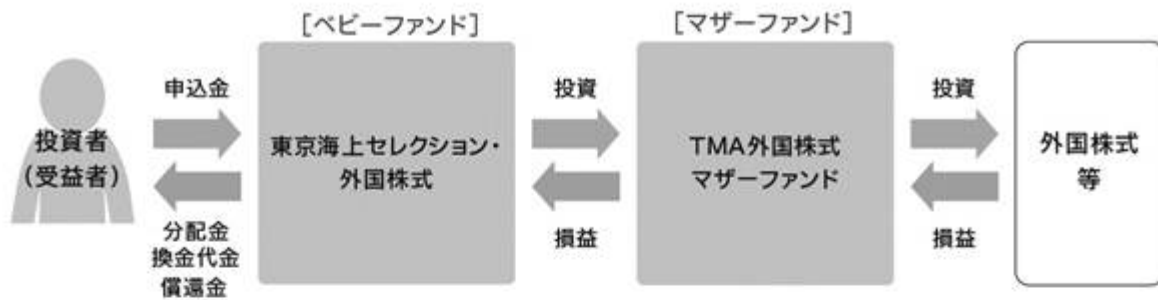 [ベビーファンド]
[マザーファンド]
投資者
(受益者)
申込金
分配金
換金代金
償還金
東京海上セレクション・
外国株式
投資
損益
TMA外国株式
マザーファンド
投資
損益
外国株式
等